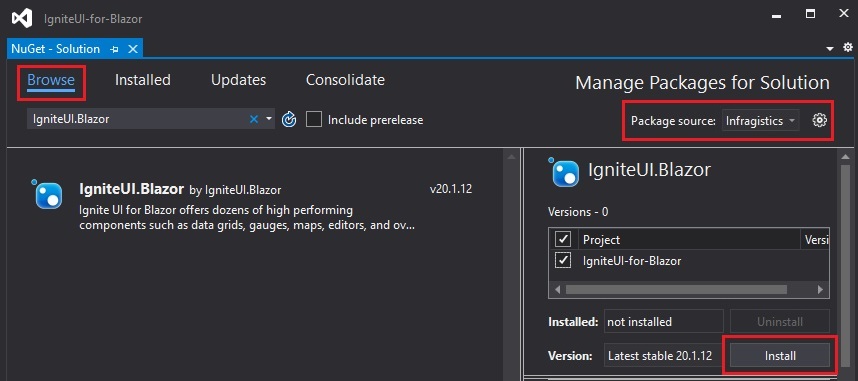 IgniteUI-for-Blazor
NuGet - Solution
Browse Installed Updates Consolidate
Manage Packages for Solution
IgniteUI.Blazor
Include prerelease
Package source: Infragistics
IgniteUI.Blazor by IgniteUI.Blazor v20.1.12
Ignite UI for Blazor offers dozens of high performing
components such as data grids, gauges, maps, editors, and ov...
IgniteUI.Blazor
Versions - 0
Project Versi
IgniteUI-for-Blazor
Installed: not installed Uninstall
Version: Latest stable 20.1.12 Install